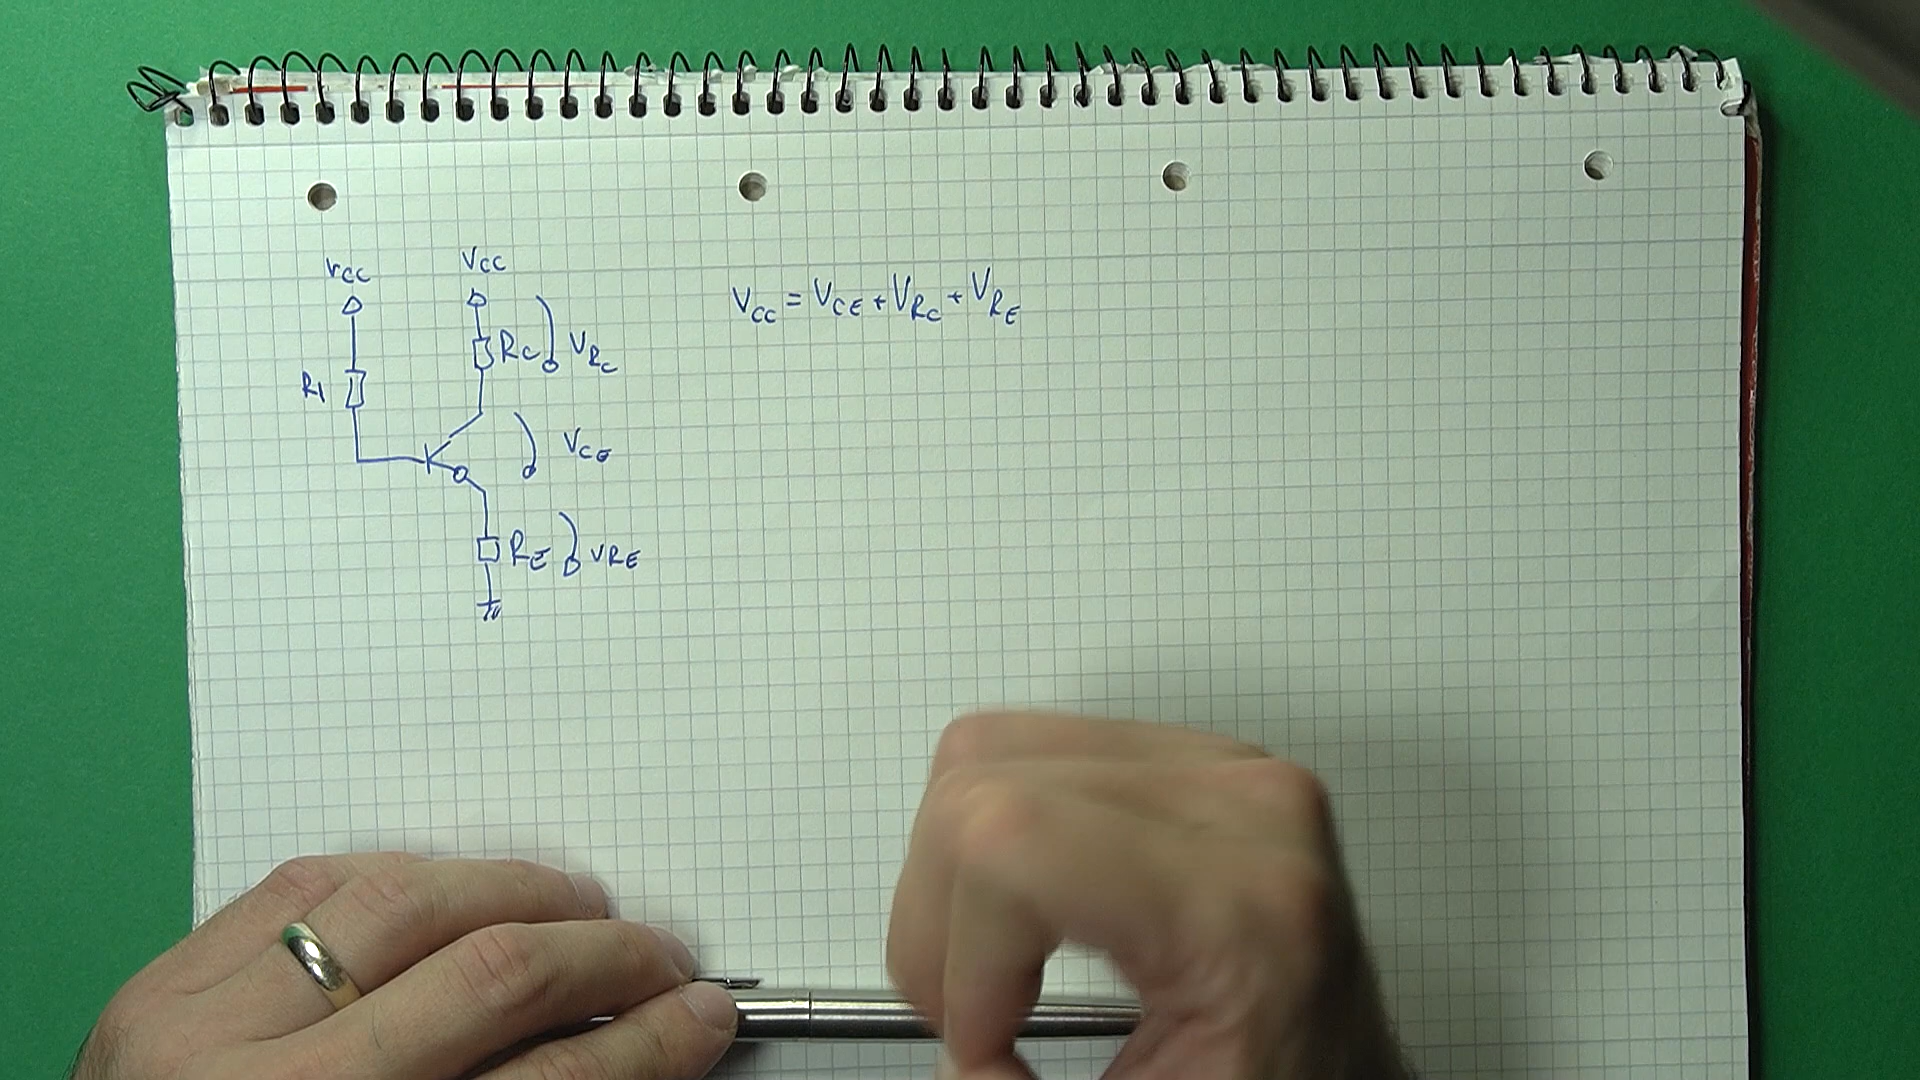 VCC
VCC
VCC = VCE + VRC + VRE
RC
VRC
R1
VCE
RE
VRE